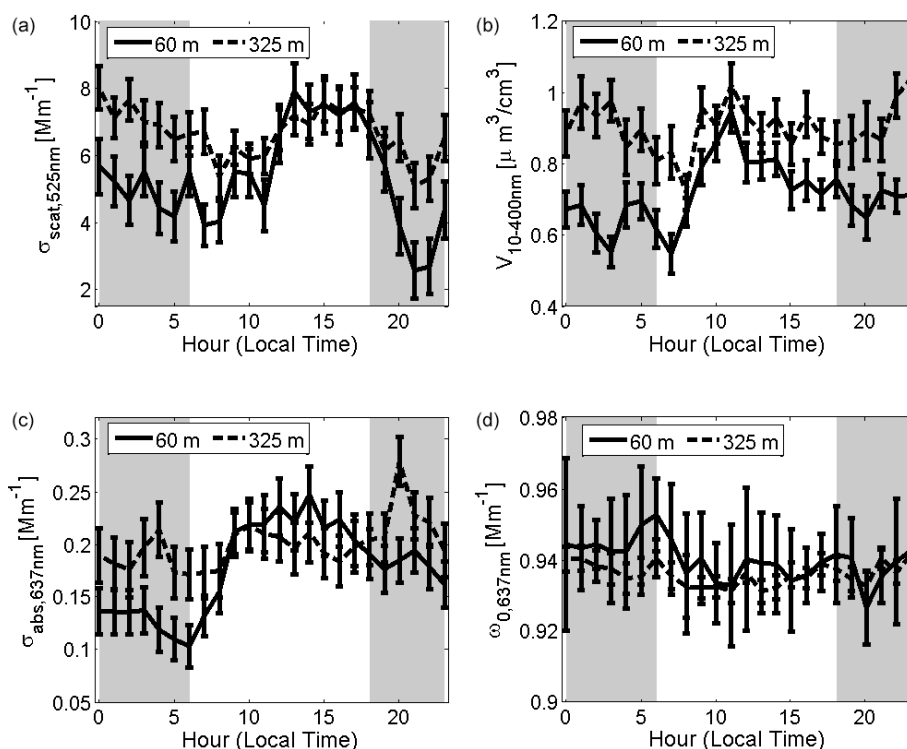 (a)
60 m 325 m
σscat,525nm [Mm-1]
10
8
6
4
2
0 5 10 15 20
Hour (Local Time)
(b)
60 m 325 m
V10-400nm [μ m3/cm3]
1.2
1
0.8
0.6
0.4
0 5 10 15 20
Hour (Local Time)
(c)
60 m 325 m
σabs,637nm [Mm-1]
0.3
0.25
0.2
0.15
0.1
0.05
0 5 10 15 20
Hour (Local Time)
(d)
60 m 325 m
ω0,637nm [Mm-1]
0.98
0.96
0.94
0.92
0.9
0 5 10 15 20
Hour (Local Time)